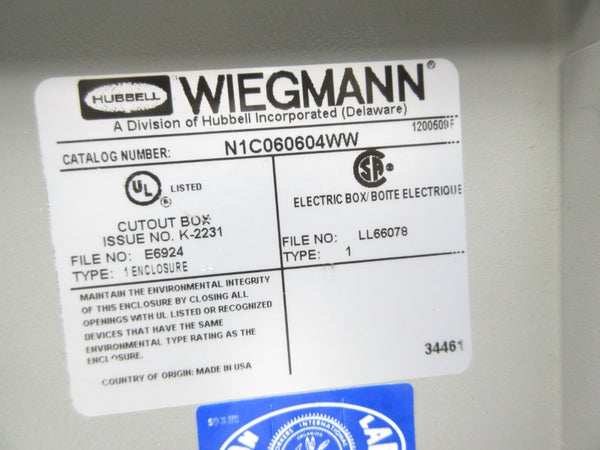 HUBBELL WIEGMANN®
A Division of Hubbell Incorporated (Delaware)
1200509F
CATALOG NUMBER: N1C060604WW
UL LISTED
CUTOUT BOX
ISSUE NO. K-2231
FILE NO: E6924
TYPE: 1 ENCLOSURE
SA
ELECTRIC BOX/BOITE ELECTRIQUE
FILE NO: LL66078
TYPE: 1
MAINTAIN THE ENVIRONMENTAL INTEGRITY
OF THIS ENCLOSURE BY CLOSING ALL
OPENINGS WITH UL LISTED OR RECOGNIZED
DEVICES THAT HAVE THE SAME
ENVIRONMENTAL TYPE RATING AS THE
ENCLOSURE.
COUNTRY OF ORIGIN: MADE IN USA
34461
INTERNATIONAL